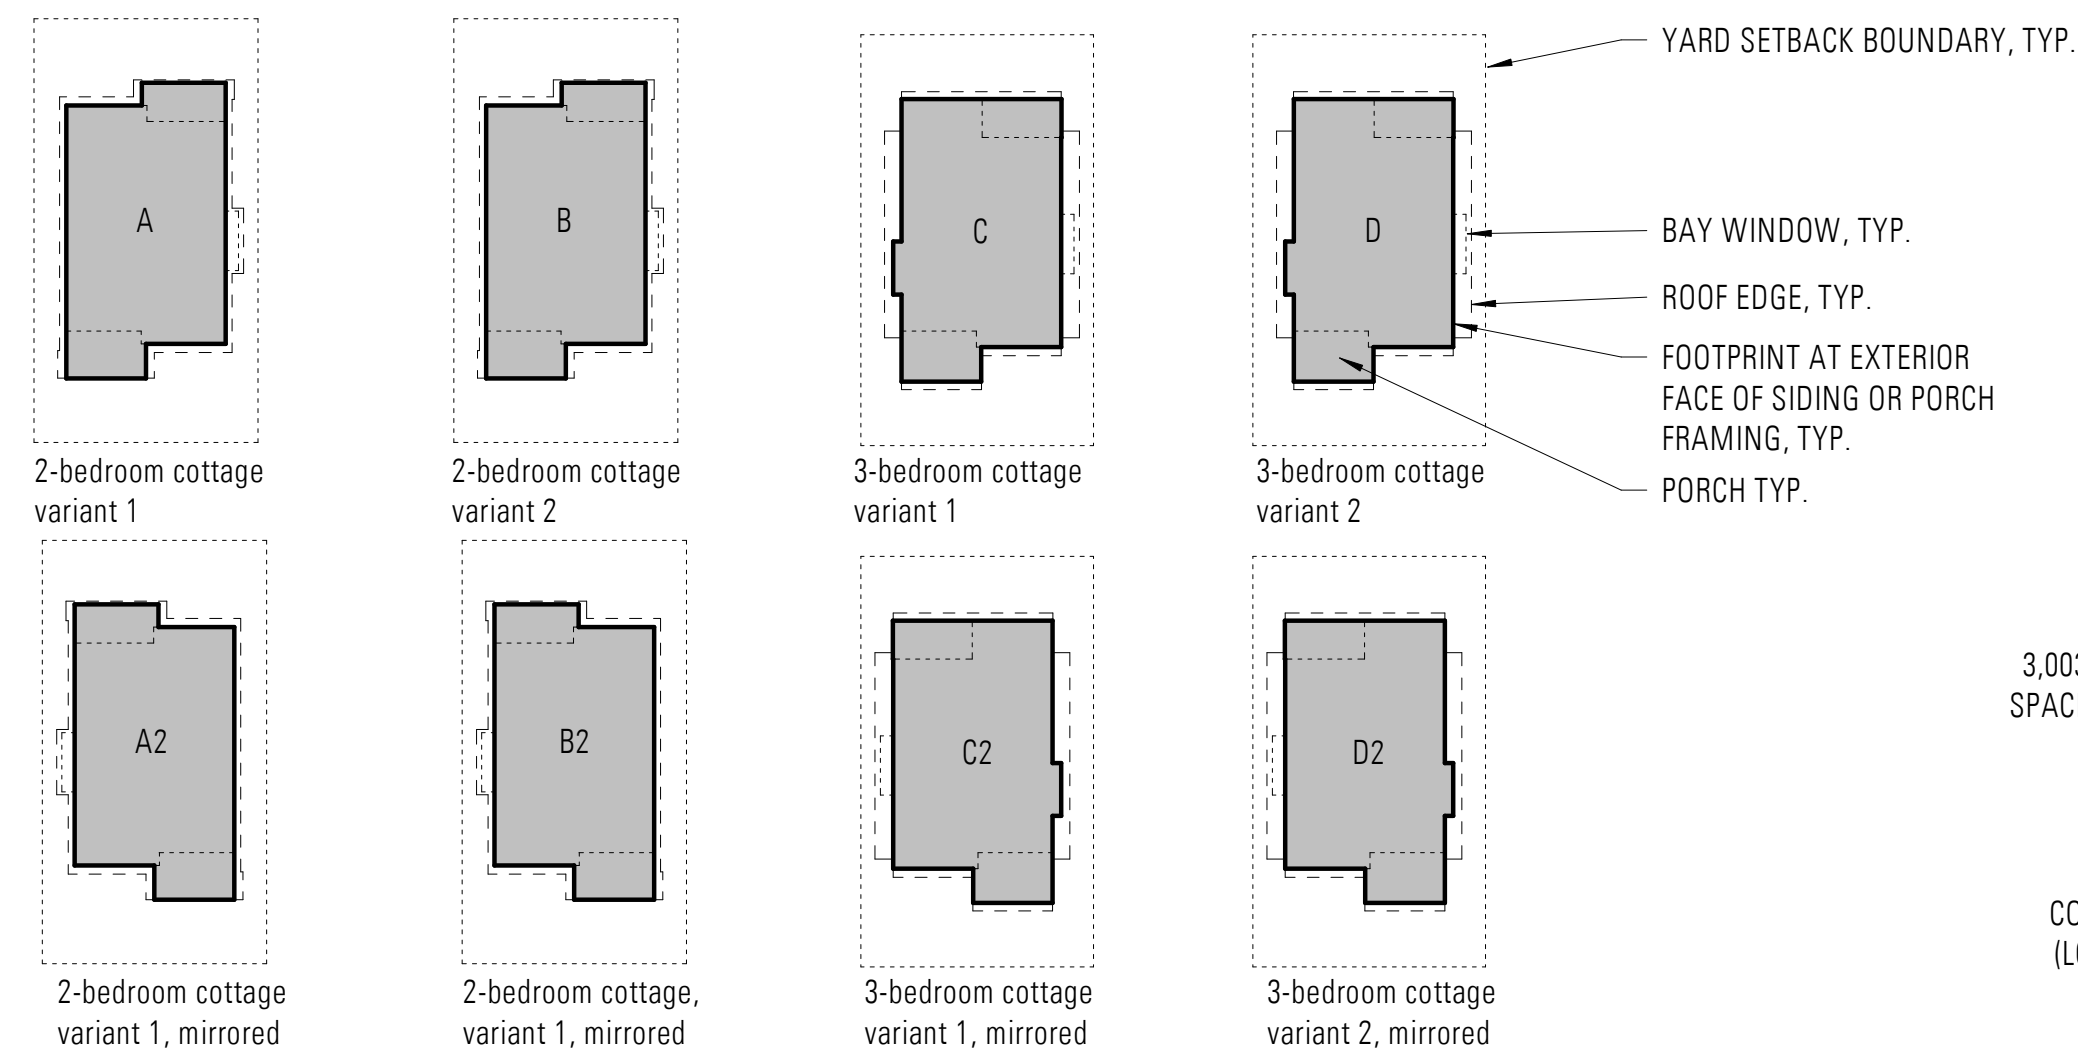 YARD SETBACK BOUNDARY, TYP.
A
B
C
D
BAY WINDOW, TYP.
ROOF EDGE, TYP.
FOOTPRINT AT EXTERIOR
FACE OF SIDING OR PORCH
FRAMING, TYP.
PORCH TYP.
2-bedroom cottage
variant 1
2-bedroom cottage
variant 2
3-bedroom cottage
variant 1
3-bedroom cottage
variant 2
A2
B2
C2
D2
2-bedroom cottage
variant 1, mirrored
2-bedroom cottage,
variant 1, mirrored
3-bedroom cottage
variant 1, mirrored
3-bedroom cottage
variant 2, mirrored